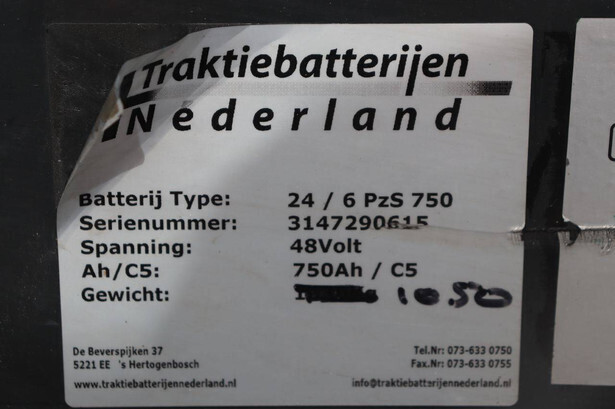 Traktiebatterijen
Nederland
Batterij Type: 24 / 6 PzS 750
Serienummer: 3147290615
Spanning: 48Volt
Ah/C5: 750Ah / C5
Gewicht: 10.50
De Beverspijken 37 Tel.Nr: 073-633 0750
5221 EE 's Hertogenbosch Fax.Nr: 073-633 0755
www.traktiebatterijennederland.nl info@traktiebatterijennederland.nl